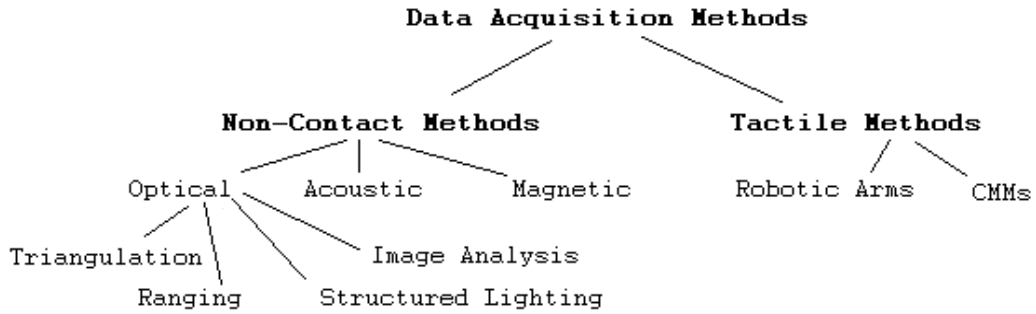 Data Acquisition Methods
Non-Contact Methods Tactile Methods
Optical Acoustic Magnetic Robotic Arms CMMs
Triangulation Image Analysis
Ranging Structured Lighting